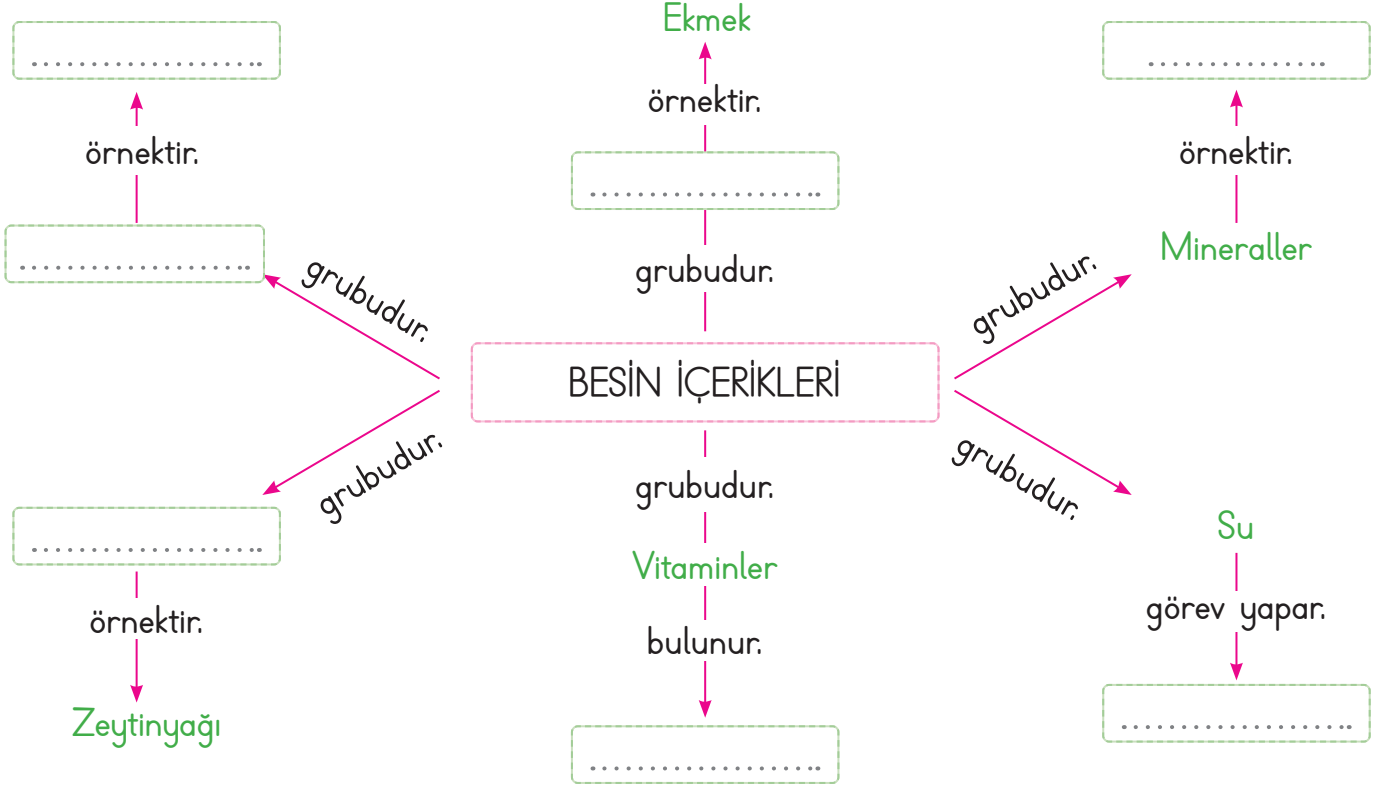 Ekmek
örnektir.
örnektir.
örnektir.
grubudur.
grubudur.
grubudur.
Mineraller
BESİN İÇERİKLERİ
grubudur.
grubudur.
grubudur.
Su
Vitaminler
örnektir.
görev yapar.
bulunur.
Zeytinyağı